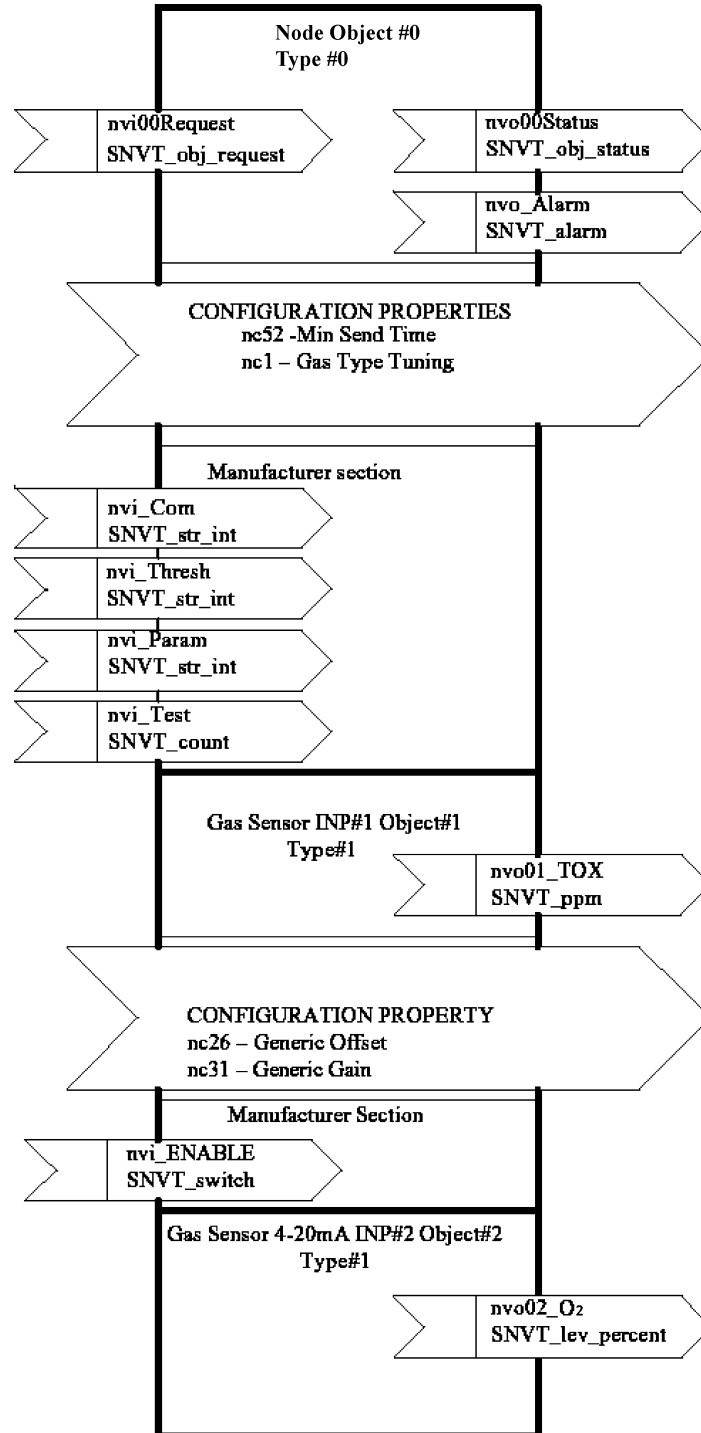 Node Object #0
Type #0
nvi00Request
SNVT_obj_request
nvo00Status
SNVT_obj_status
nvo_Alarm
SNVT_alarm
CONFIGURATION PROPERTIES
nc52 -Min Send Time
nc1 – Gas Type Tuning
Manufacturer section
nvi_Com
SNVT_str_int
nvi_Thresh
SNVT_str_int
nvi_Param
SNVT_str_int
nvi_Test
SNVT_count
Gas Sensor INP#1 Object#1
Type#1
nvo01_TOX
SNVT_ppm
CONFIGURATION PROPERTY
nc26 – Generic Offset
nc31 – Generic Gain
Manufacturer Section
nvi_ENABLE
SNVT_switch
Gas Sensor 4-20mA INP#2 Object#2
Type#1
nvo02_O₂
SNVT_lev_percent